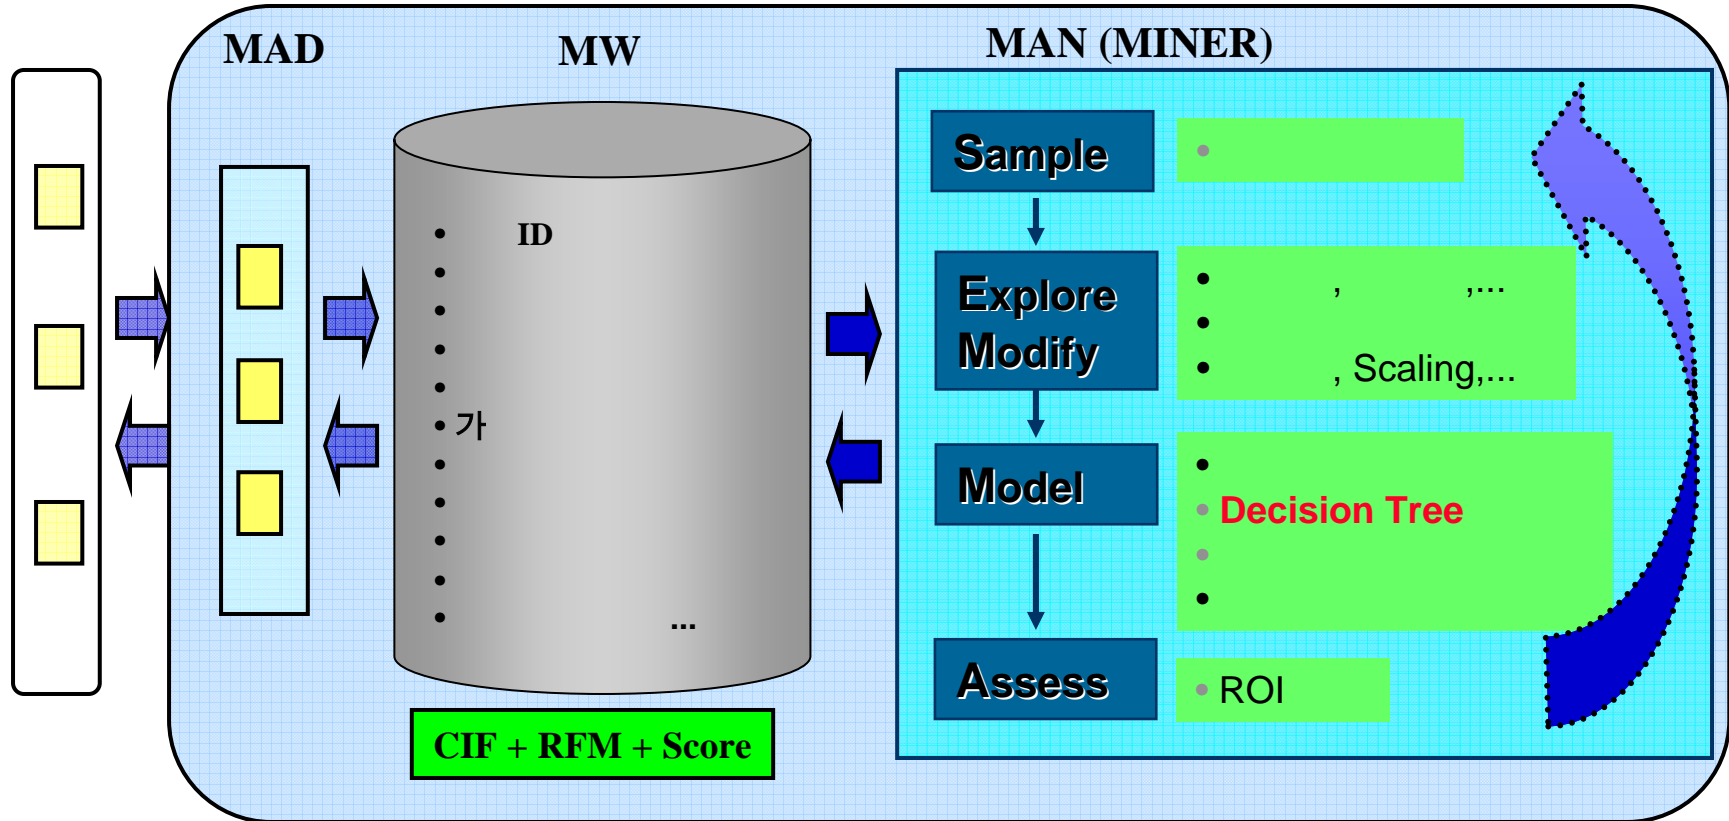 MAD
MW
MAN (MINER)
• ID
•
•
•
•
• 가
•
•
•
•
• ...
CIF + RFM + Score
Sample
•
Explore
Modify
• , ,...
•
• , Scaling,...
Model
•
• Decision Tree
•
•
Assess
• ROI